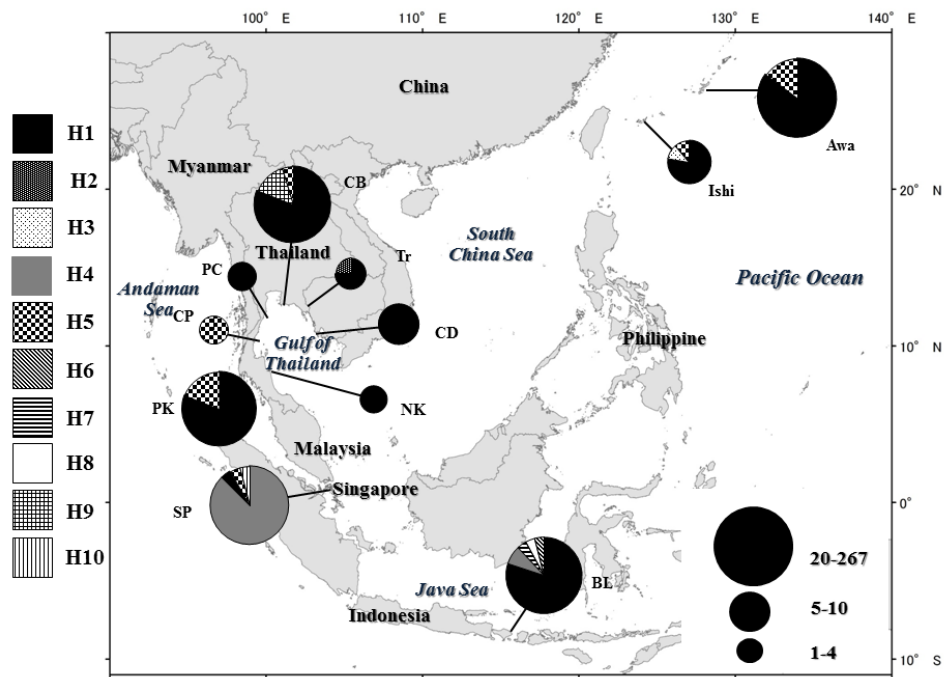 100° E 110° E 120° E 130° E 140° E
China
H1
H2
H3
H4
H5
H6
H7
H8
H9
H10
Myanmar
CB
Thailand
PC
Tr
Andaman
Sea
CP
Gulf of
Thailand
CD
NK
PK
Malaysia
Singapore
SP
South
China Sea
Awa
Ishi
Pacific Ocean
Philippine
Java Sea
Indonesia
BL
20-267
5-10
1-4
20° N
10° N
0°
10° S